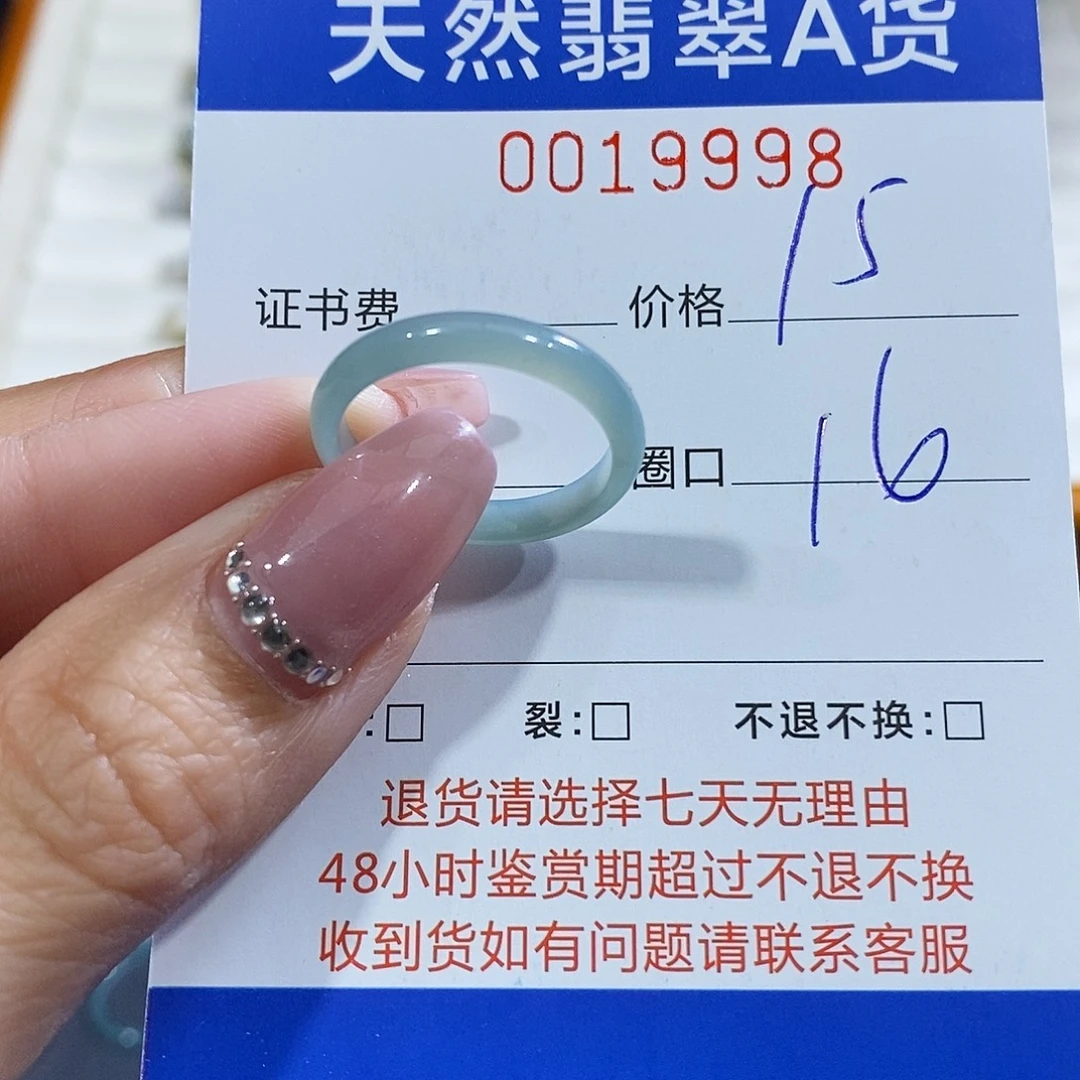 天然翡翠A货
0019998
证书费 价格 15
圈口 16
:□ 裂:□ 不退不换:□
退货请选择七天无理由
48小时鉴赏期超过不退不换
收到货如有问题请联系客服